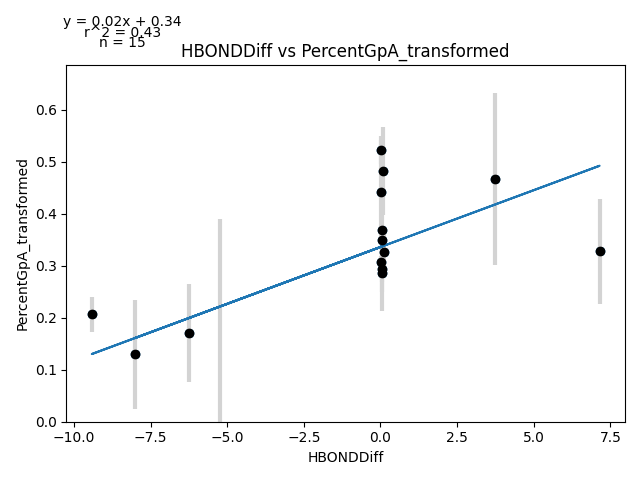 y = 0.02x + 0.34
r^2 = 0.43
n = 15
HBONDDiff vs PercentGpA_transformed
0.6
0.5
0.4
0.3
0.2
0.1
0.0
PercentGpA_transformed
−10.0 −7.5 −5.0 −2.5 0.0 2.5 5.0 7.5
HBONDDiff